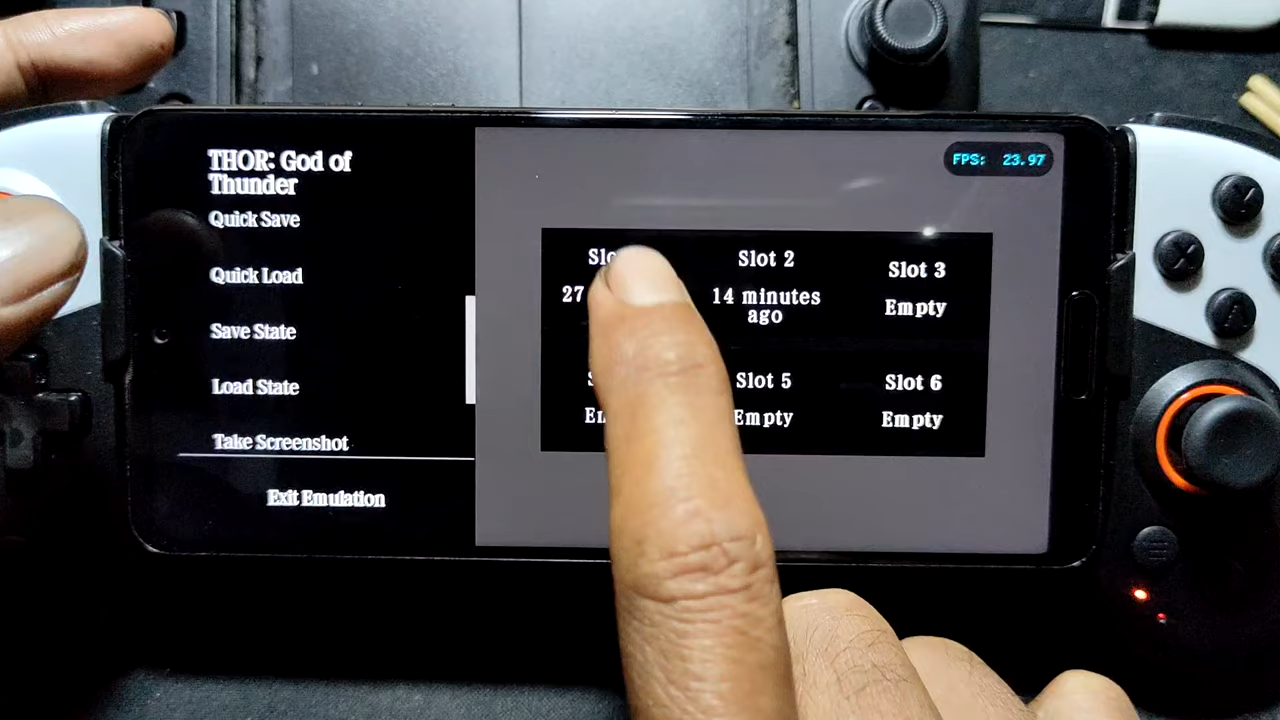 THOR: God of
Thunder
Quick Save
Quick Load
Save State
Load State
Take Screenshot
Exit Emulation
FPS: 23.97
Slot 2
Slot 3
27
14 minutes
ago
Empty
Slot 5
Slot 6
Empty
Empty
X
Y
A